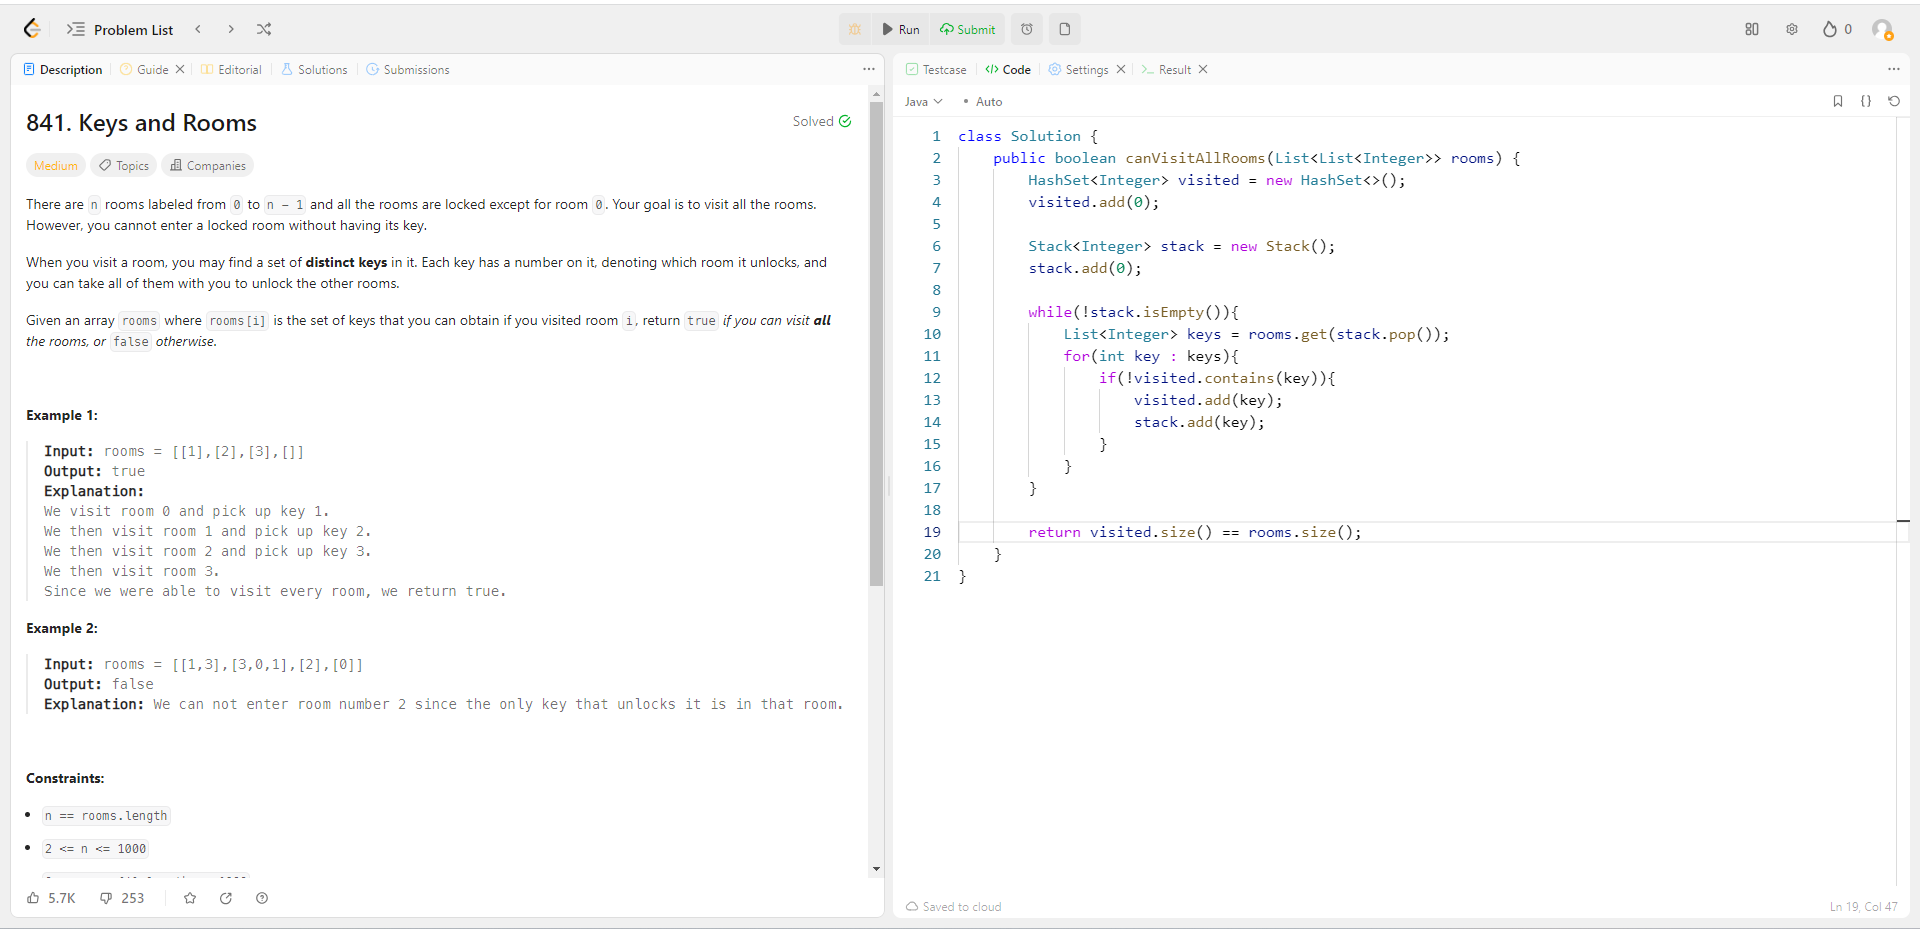 Problem List
Run
Submit
0
Description
Guide
Editorial
Solutions
Submissions
841. Keys and Rooms
Solved
Medium
Topics
Companies
There are n rooms labeled from 0 to n - 1 and all the rooms are locked except for room 0. Your goal is to visit all the rooms.
However, you cannot enter a locked room without having its key.
When you visit a room, you may find a set of distinct keys in it. Each key has a number on it, denoting which room it unlocks, and
you can take all of them with you to unlock the other rooms.
Given an array rooms where rooms[i] is the set of keys that you can obtain if you visited room i, return true if you can visit all
the rooms, or false otherwise.
Example 1:
Input: rooms = [[1],[2],[3],[]]
Output: true
Explanation:
We visit room 0 and pick up key 1.
We then visit room 1 and pick up key 2.
We then visit room 2 and pick up key 3.
We then visit room 3.
Since we were able to visit every room, we return true.
Example 2:
Input: rooms = [[1,3],[3,0,1],[2],[0]]
Output: false
Explanation: We can not enter room number 2 since the only key that unlocks it is in that room.
Constraints:
n == rooms.length
2 <= n <= 1000
5.7K
253
Testcase
Code
Settings
Result
Java
Auto
1 class Solution {
2 public boolean canVisitAllRooms(List<List<Integer>> rooms) {
3 HashSet<Integer> visited = new HashSet<>();
4 visited.add(0);
5
6 Stack<Integer> stack = new Stack();
7 stack.add(0);
8
9 while(!stack.isEmpty()){
10 List<Integer> keys = rooms.get(stack.pop());
11 for(int key : keys){
12 if(!visited.contains(key)){
13 visited.add(key);
14 stack.add(key);
15 }
16 }
17 }
18
19 return visited.size() == rooms.size();
20 }
21 }
Saved to cloud
Ln 19, Col 47